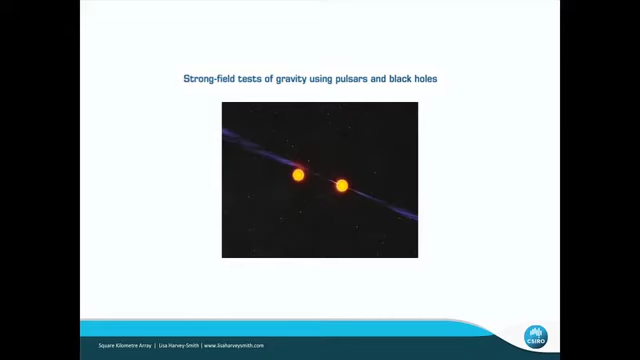 Strong-field tests of gravity using pulsars and black holes
CSIRO
Square Kilometre Array | Lisa Harvey-Smith | www.lisaharveysmith.com